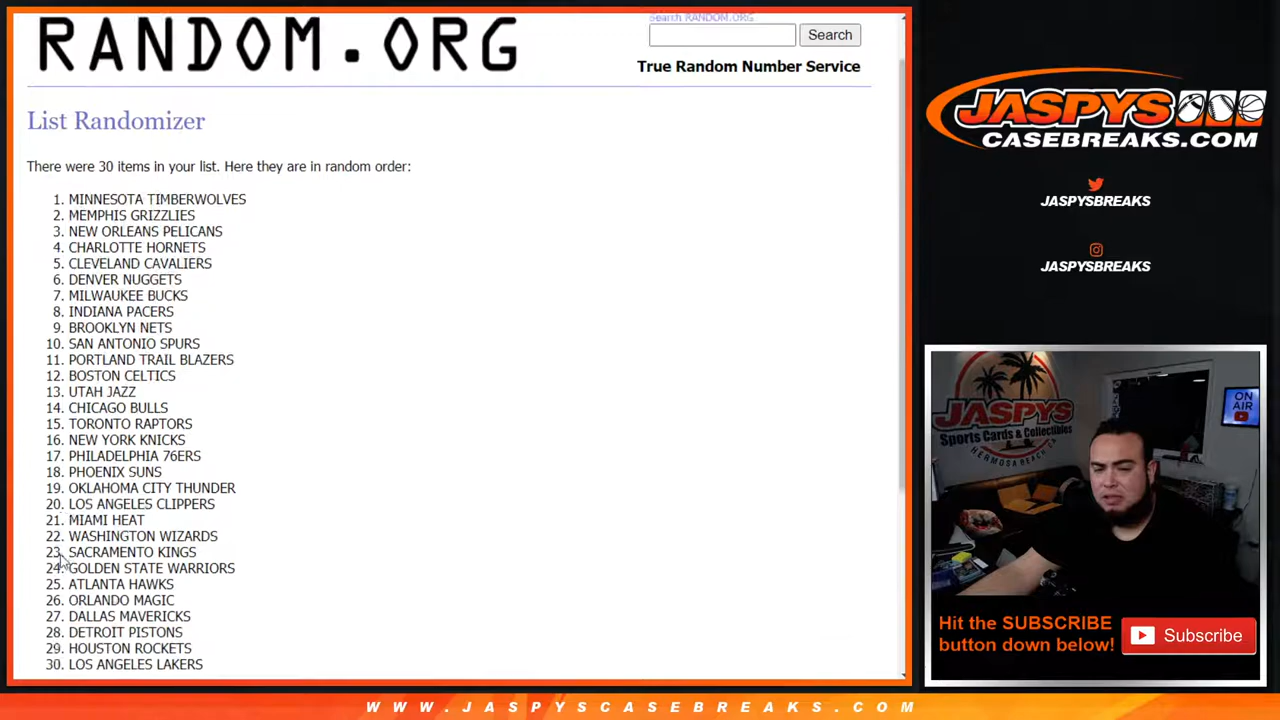 RANDOM.ORG
Search RANDOM.ORG
Search
True Random Number Service
List Randomizer
There were 30 items in your list. Here they are in random order:
1. MINNESOTA TIMBERWOLVES
2. MEMPHIS GRIZZLIES
3. NEW ORLEANS PELICANS
4. CHARLOTTE HORNETS
5. CLEVELAND CAVALIERS
6. DENVER NUGGETS
7. MILWAUKEE BUCKS
8. INDIANA PACERS
9. BROOKLYN NETS
10. SAN ANTONIO SPURS
11. PORTLAND TRAIL BLAZERS
12. BOSTON CELTICS
13. UTAH JAZZ
14. CHICAGO BULLS
15. TORONTO RAPTORS
16. NEW YORK KNICKS
17. PHILADELPHIA 76ERS
18. PHOENIX SUNS
19. OKLAHOMA CITY THUNDER
20. LOS ANGELES CLIPPERS
21. MIAMI HEAT
22. WASHINGTON WIZARDS
23. SACRAMENTO KINGS
24. GOLDEN STATE WARRIORS
25. ATLANTA HAWKS
26. ORLANDO MAGIC
27. DALLAS MAVERICKS
28. DETROIT PISTONS
29. HOUSTON ROCKETS
30. LOS ANGELES LAKERS
JASPYS
CASEBREAKS.COM
JASPYSBREAKS
JASPYSBREAKS
JASPYS
Sports Cards & Collectibles
HERMOSA BEACH, CA
ON
AIR
Hit the SUBSCRIBE
button down below!
Subscribe
WWW.JASPYSCASEBREAKS.COM